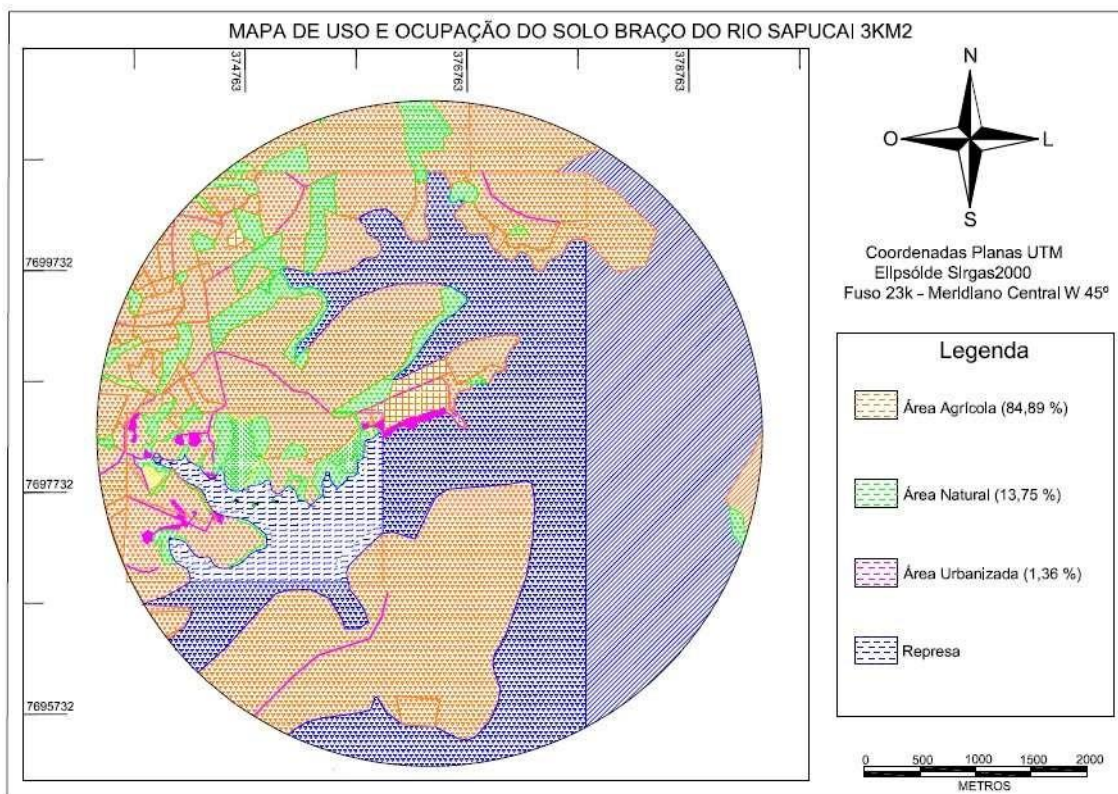 MAPA DE USO E OCUPAÇÃO DO SOLO BRAÇO DO RIO SAPUCAI 3KM2
374763
376763
378763
7699732
7697732
7695732
N
O
L
S
Coordenadas Planas UTM
Elipsóide Sirgas2000
Fuso 23k - Meridiano Central W 45º
Legenda
Área Agrícola (84,89 %)
Área Natural (13,75 %)
Área Urbanizada (1,36 %)
Represa
0 500 1000 1500 2000
METROS